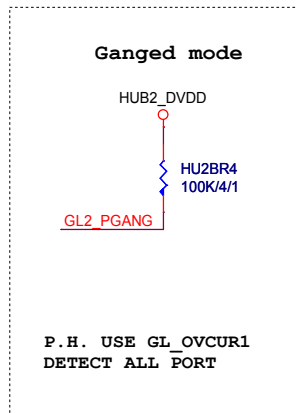 Ganged mode
HUB2_DVDD
HU2BR4
100K/4/1
GL2_PGANG
P.H. USE GL_OVCUR1
DETECT ALL PORT